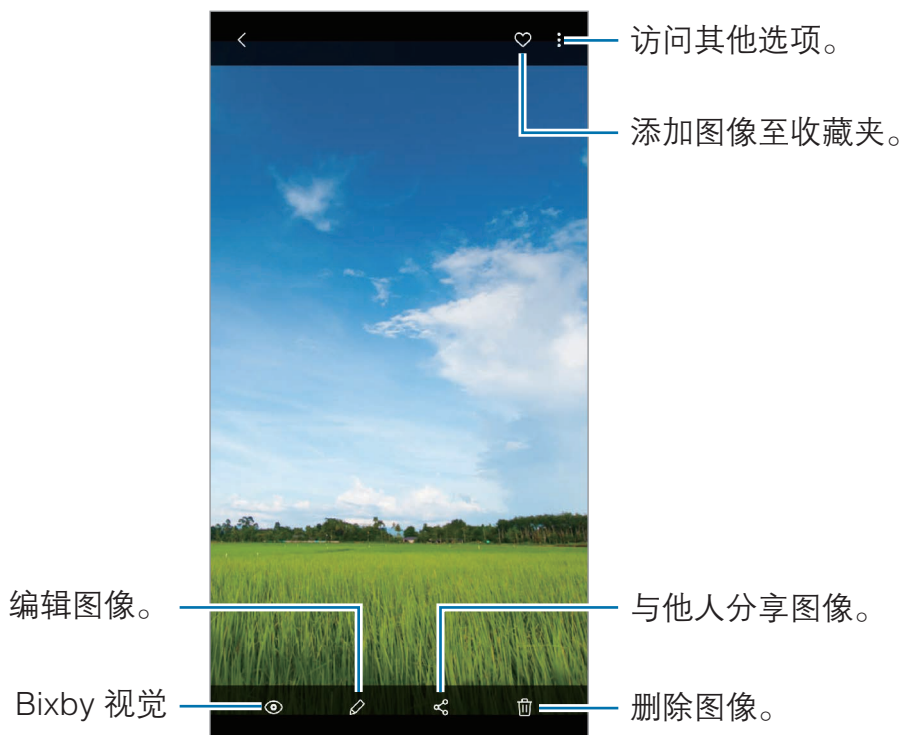 访问其他选项。
添加图像至收藏夹。
编辑图像。
与他人分享图像。
Bixby 视觉
删除图像。